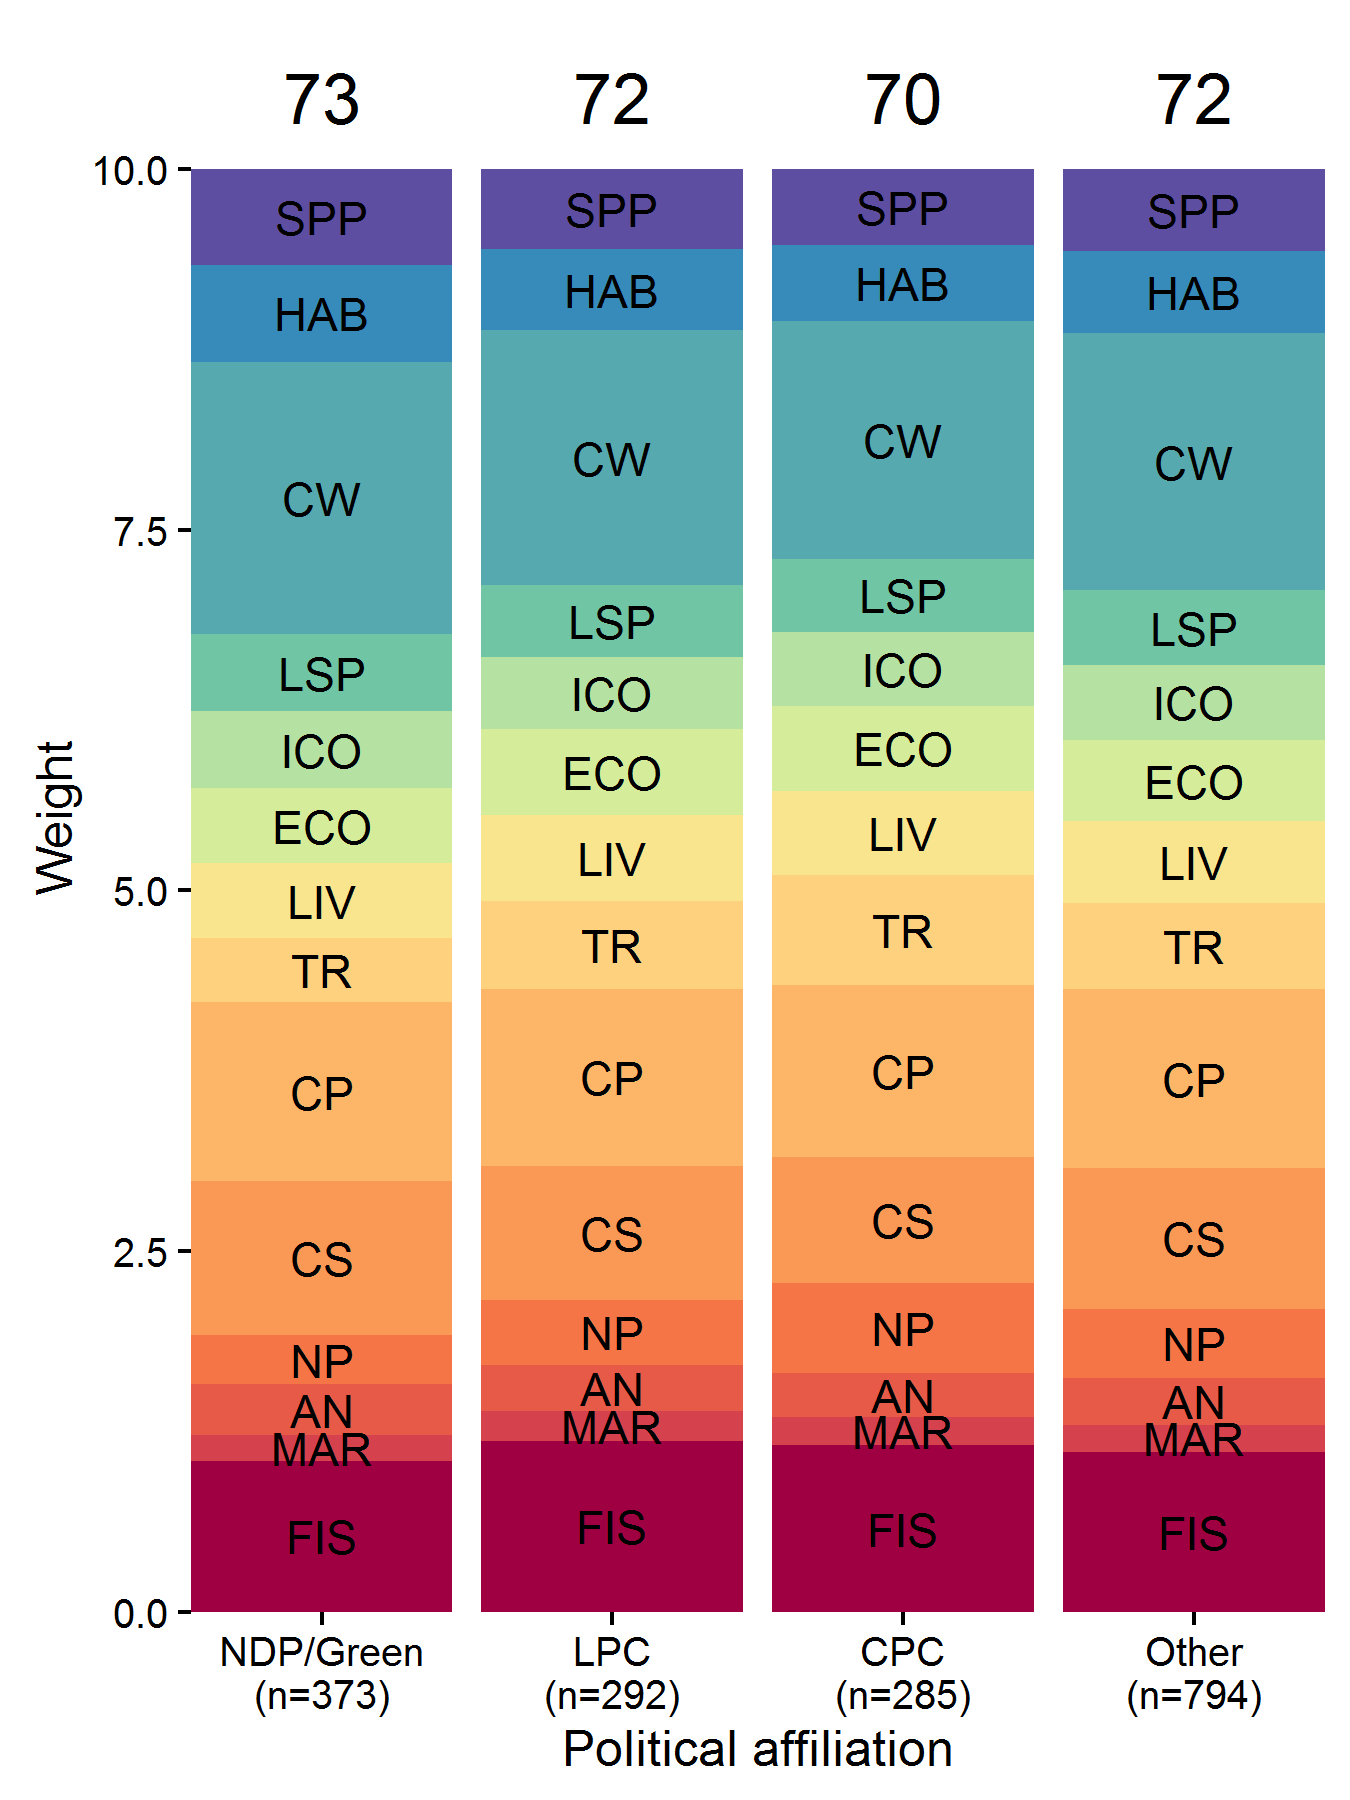 73 72 70 72
10.0
7.5
5.0
2.5
0.0
Weight
SPP SPP SPP SPP
HAB HAB HAB HAB
CW CW CW CW
LSP LSP LSP LSP
ICO ICO ICO ICO
ECO ECO ECO ECO
LIV LIV LIV LIV
TR TR TR TR
CP CP CP CP
CS CS CS CS
NP NP NP NP
AN AN AN AN
MAR MAR MAR MAR
FIS FIS FIS FIS
NDP/Green LPC CPC Other
(n=373) (n=292) (n=285) (n=794)
Political affiliation